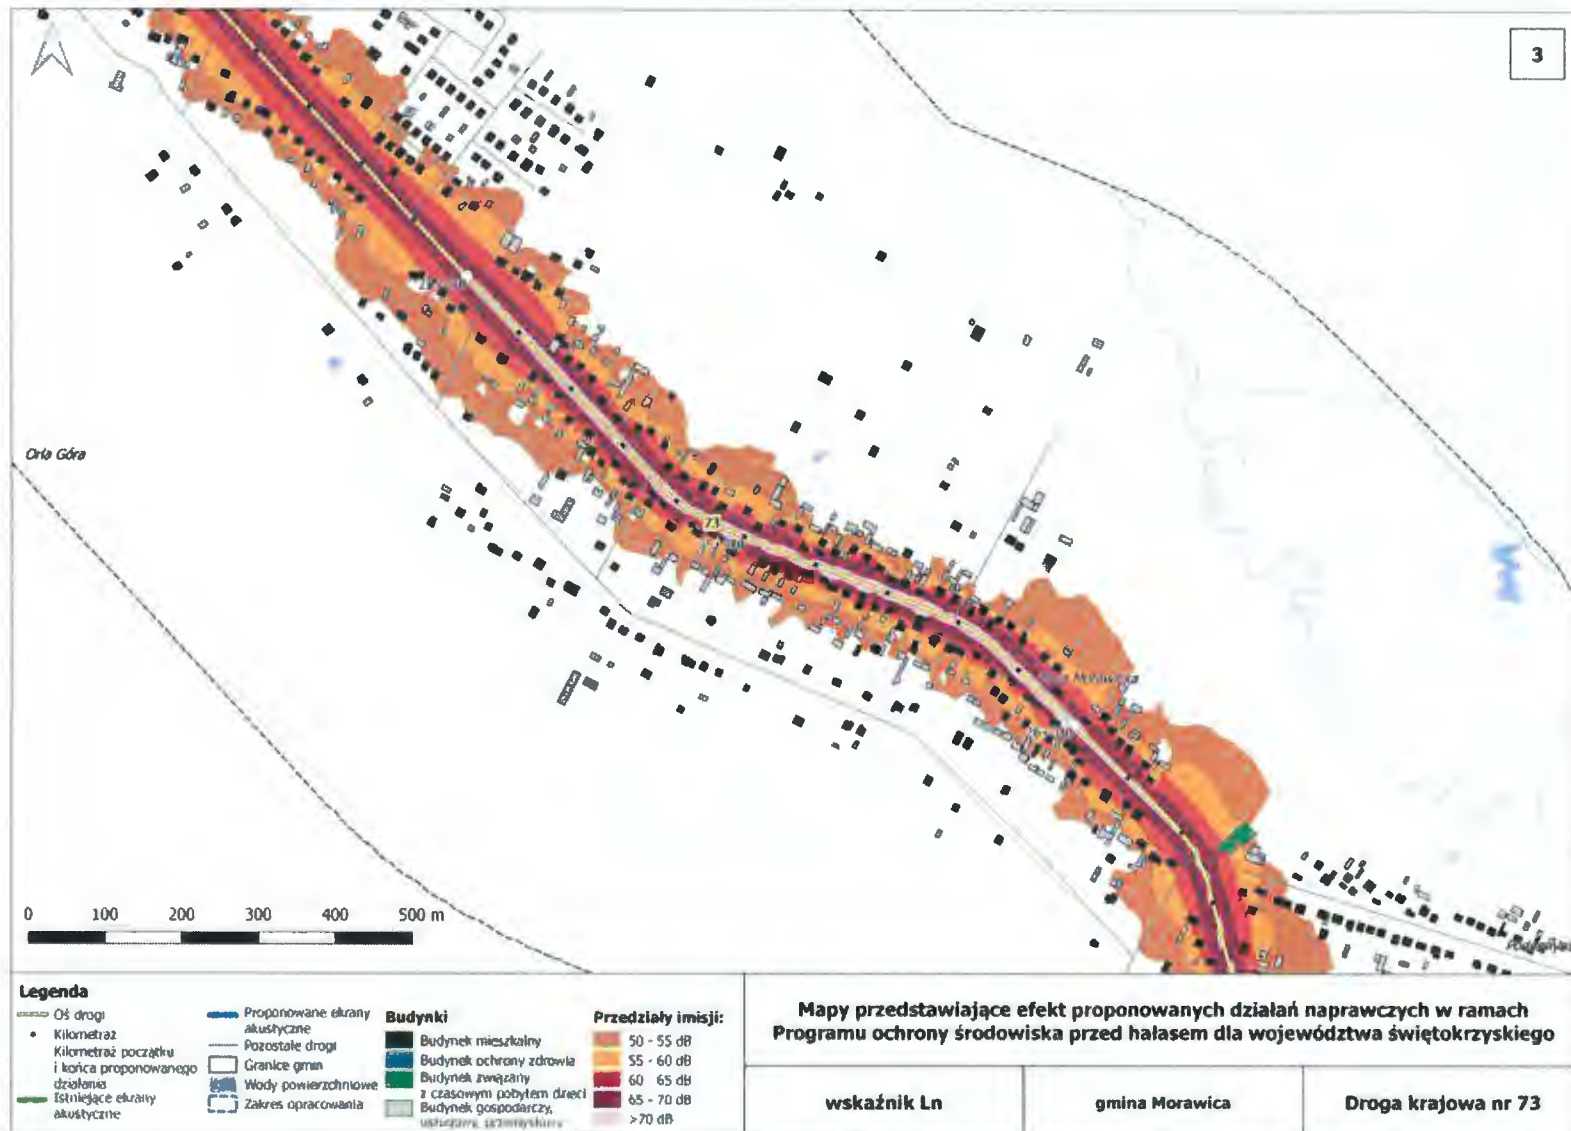 3
Orla Góra
73
0 100 200 300 400 500 m
Legenda
Oś drogi
Kilometraż
Kilometraż początku
i końca proponowanego
działania
Istniejące ekrany
akustyczne
Proponowane ekrany
akustyczne
Pozostałe drogi
Granice gmin
Wody powierzchniowe
Zakres opracowania
Budynki
Budynek mieszkalny
Budynek ochrony zdrowia
Budynek związany
z czasowym pobytem dzieci
Budynek gospodarczy,
usługowy, przemysłowy
Przedziały imisji:
50 - 55 dB
55 - 60 dB
60 65 dB
65 - 70 dB
>70 dB
Mapy przedstawiające efekt proponowanych działań naprawczych w ramach
Programu ochrony środowiska przed hałasem dla województwa świętokrzyskiego
wskaźnik Ln
gmina Morawica
Droga krajowa nr 73